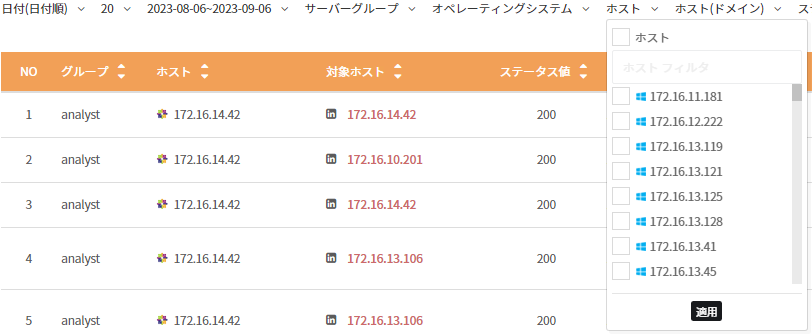 日付(日付順) 20 2023-08-06~2023-09-06 サーバーグループ オペレーティングシステム ホスト ホスト(ドメイン)
ホスト
ホスト フィルタ
172.16.11.181
172.16.12.222
172.16.13.119
172.16.13.121
172.16.13.125
172.16.13.128
172.16.13.41
172.16.13.45
適用
NO グループ ホスト 対象ホスト ステータス値
1 analyst 172.16.14.42 in 172.16.14.42 200
2 analyst 172.16.14.42 in 172.16.10.201 200
3 analyst 172.16.14.42 in 172.16.14.42 200
4 analyst 172.16.14.42 in 172.16.13.106 200
5 analyst 172.16.14.42 in 172.16.13.106 200